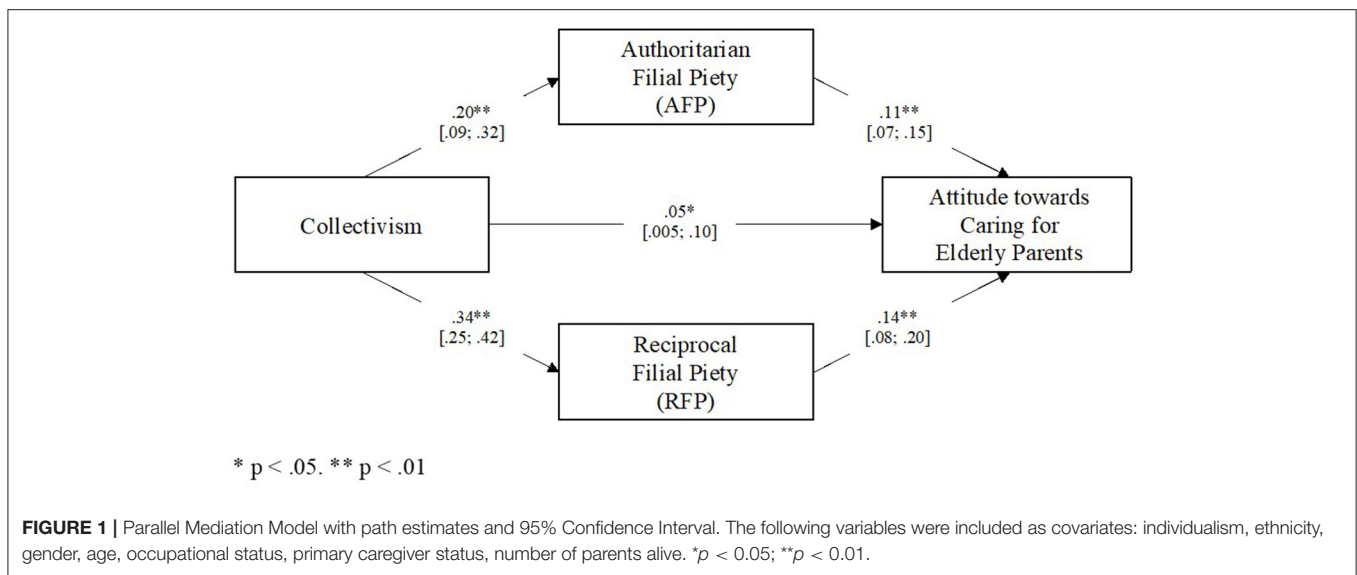 Authoritarian
Filial Piety
(AFP)
.20**
[.09; .32]
.11**
[.07; .15]
Collectivism
.05*
[.005; .10]
Attitude towards
Caring for
Elderly Parents
.34**
[.25; .42]
.14**
[.08; .20]
Reciprocal
Filial Piety
(RFP)
* p < .05. ** p < .01
FIGURE 1 | Parallel Mediation Model with path estimates and 95% Confidence Interval. The following variables were included as covariates: individualism, ethnicity,
gender, age, occupational status, primary caregiver status, number of parents alive. *p < 0.05; **p < 0.01.